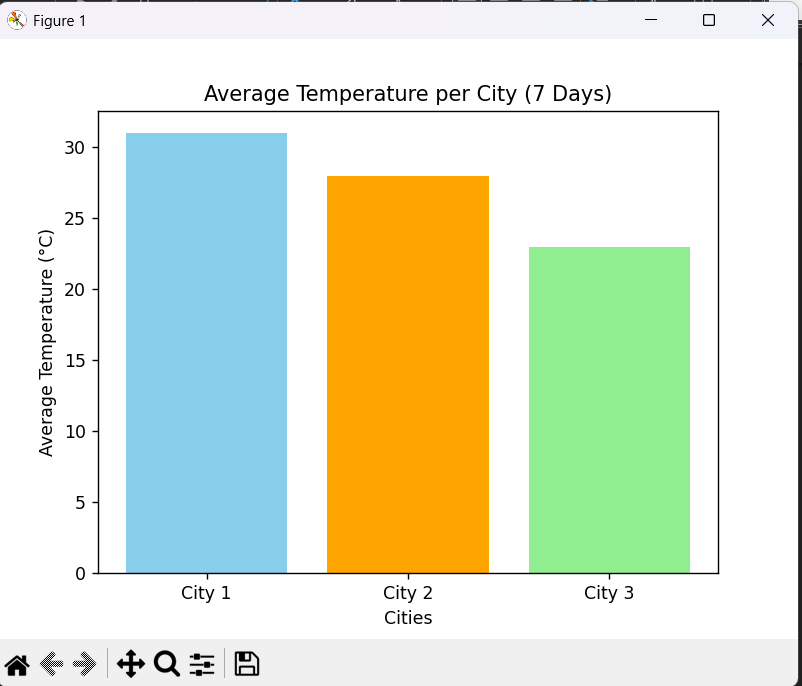 Figure 1
Average Temperature per City (7 Days)
Average Temperature (°C)
30
25
20
15
10
5
0
City 1 City 2 City 3
Cities